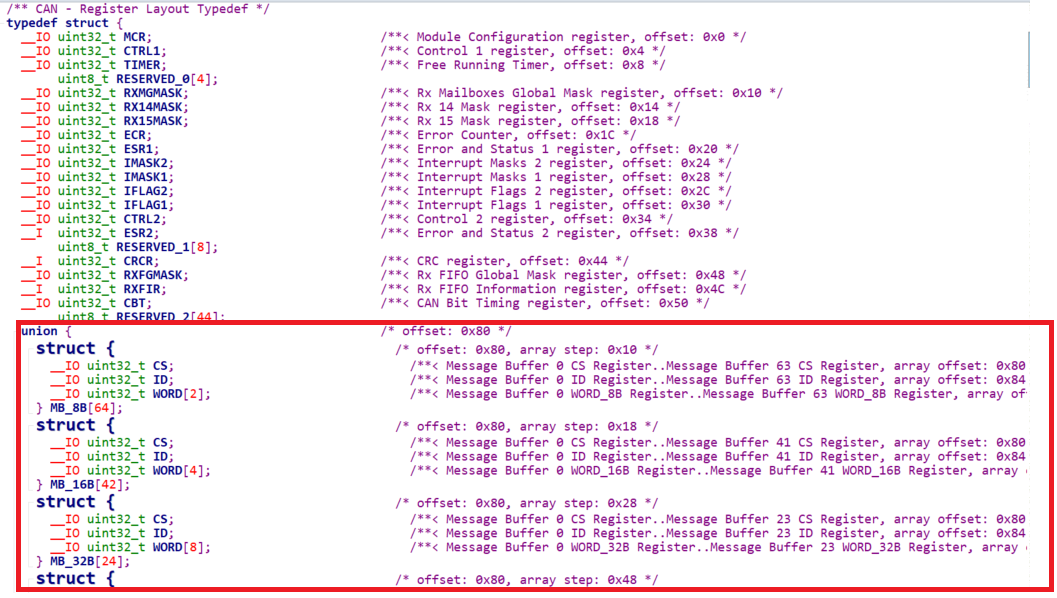 /** CAN - Register Layout Typedef */
typedef struct {
__IO uint32_t MCR; /**< Module Configuration register, offset: 0x0 */
__IO uint32_t CTRL1; /**< Control 1 register, offset: 0x4 */
__IO uint32_t TIMER; /**< Free Running Timer, offset: 0x8 */
uint8_t RESERVED_0[4];
__IO uint32_t RXMGMASK; /**< Rx Mailboxes Global Mask register, offset: 0x10 */
__IO uint32_t RX14MASK; /**< Rx 14 Mask register, offset: 0x14 */
__IO uint32_t RX15MASK; /**< Rx 15 Mask register, offset: 0x18 */
__IO uint32_t ECR; /**< Error Counter, offset: 0x1C */
__IO uint32_t ESR1; /**< Error and Status 1 register, offset: 0x20 */
__IO uint32_t IMASK2; /**< Interrupt Masks 2 register, offset: 0x24 */
__IO uint32_t IMASK1; /**< Interrupt Masks 1 register, offset: 0x28 */
__IO uint32_t IFLAG2; /**< Interrupt Flags 2 register, offset: 0x2C */
__IO uint32_t IFLAG1; /**< Interrupt Flags 1 register, offset: 0x30 */
__IO uint32_t CTRL2; /**< Control 2 register, offset: 0x34 */
__I uint32_t ESR2; /**< Error and Status 2 register, offset: 0x38 */
uint8_t RESERVED_1[8];
__I uint32_t CRCR; /**< CRC register, offset: 0x44 */
__IO uint32_t RXFGMASK; /**< Rx FIFO Global Mask register, offset: 0x48 */
__I uint32_t RXFIR; /**< Rx FIFO Information register, offset: 0x4C */
__IO uint32_t CBT; /**< CAN Bit Timing register, offset: 0x50 */
uint8_t RESERVED_2[44];
union { /* offset: 0x80 */
struct { /* offset: 0x80, array step: 0x10 */
__IO uint32_t CS; /**< Message Buffer 0 CS Register..Message Buffer 63 CS Register, array offset: 0x80
__IO uint32_t ID; /**< Message Buffer 0 ID Register..Message Buffer 63 ID Register, array offset: 0x84
__IO uint32_t WORD[2]; /**< Message Buffer 0 WORD_8B Register..Message Buffer 63 WORD_8B Register, array of
} MB_8B[64];
struct { /* offset: 0x80, array step: 0x18 */
__IO uint32_t CS; /**< Message Buffer 0 CS Register..Message Buffer 41 CS Register, array offset: 0x80
__IO uint32_t ID; /**< Message Buffer 0 ID Register..Message Buffer 41 ID Register, array offset: 0x84
__IO uint32_t WORD[4]; /**< Message Buffer 0 WORD_16B Register..Message Buffer 41 WORD_16B Register, array
} MB_16B[42];
struct { /* offset: 0x80, array step: 0x28 */
__IO uint32_t CS; /**< Message Buffer 0 CS Register..Message Buffer 23 CS Register, array offset: 0x80
__IO uint32_t ID; /**< Message Buffer 0 ID Register..Message Buffer 23 ID Register, array offset: 0x84
__IO uint32_t WORD[8]; /**< Message Buffer 0 WORD_32B Register..Message Buffer 23 WORD_32B Register, array
} MB_32B[24];
struct { /* offset: 0x80, array step: 0x48 */